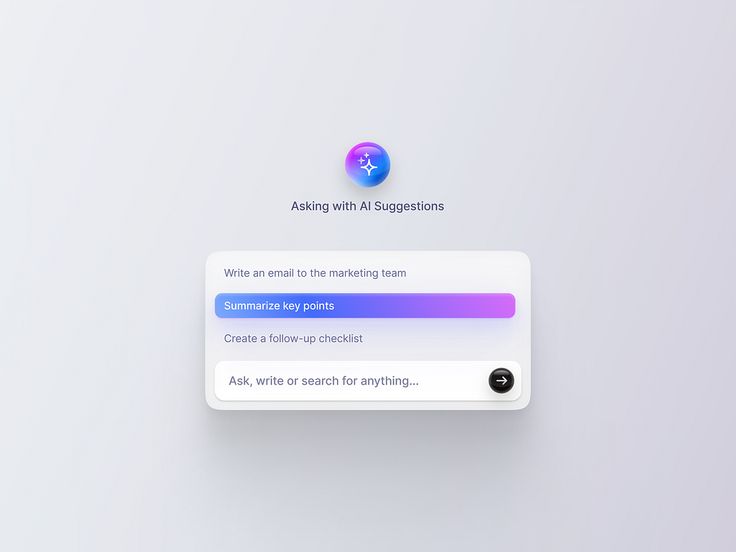 Asking with AI Suggestions
Write an email to the marketing team
Summarize key points
Create a follow-up checklist
Ask, write or search for anything...